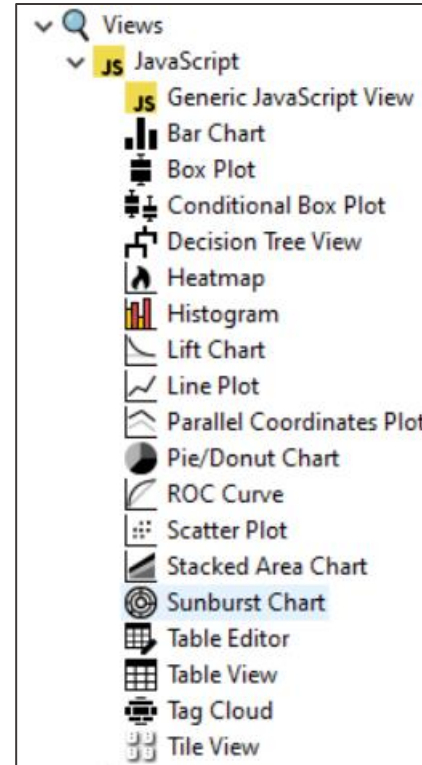 Views
JS JavaScript
JS Generic JavaScript View
Bar Chart
Box Plot
Conditional Box Plot
Decision Tree View
Heatmap
Histogram
Lift Chart
Line Plot
Parallel Coordinates Plot
Pie/Donut Chart
ROC Curve
Scatter Plot
Stacked Area Chart
Sunburst Chart
Table Editor
Table View
Tag Cloud
Tile View